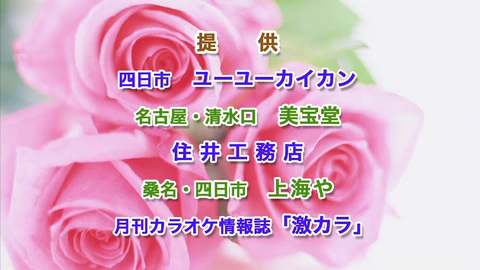 提　供
四日市　ユーユーカイカン
名古屋・清水口　美宝堂
住井工務店
桑名・四日市　上海や
月刊カラオケ情報誌「激カラ」